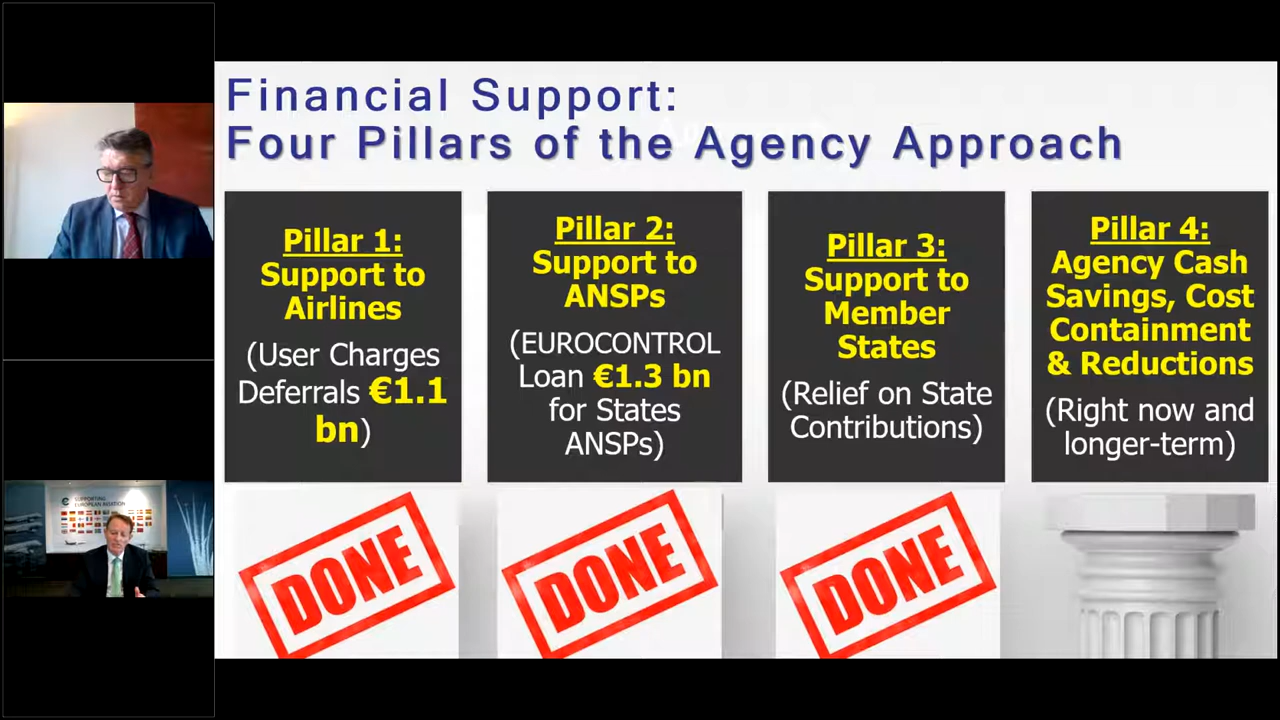 Financial Support:
Four Pillars of the Agency Approach
Pillar 1:
Support to
Airlines
(User Charges
Deferrals €1.1
bn)
Pillar 2:
Support to
ANSPs
(EUROCONTROL
Loan €1.3 bn
for States
ANSPs)
Pillar 3:
Support to
Member
States
(Relief on State
Contributions)
Pillar 4:
Agency Cash
Savings, Cost
Containment
& Reductions
(Right now and
longer-term)
DONE
DONE
DONE
SUPPORTING
EUROPEAN AVIATION